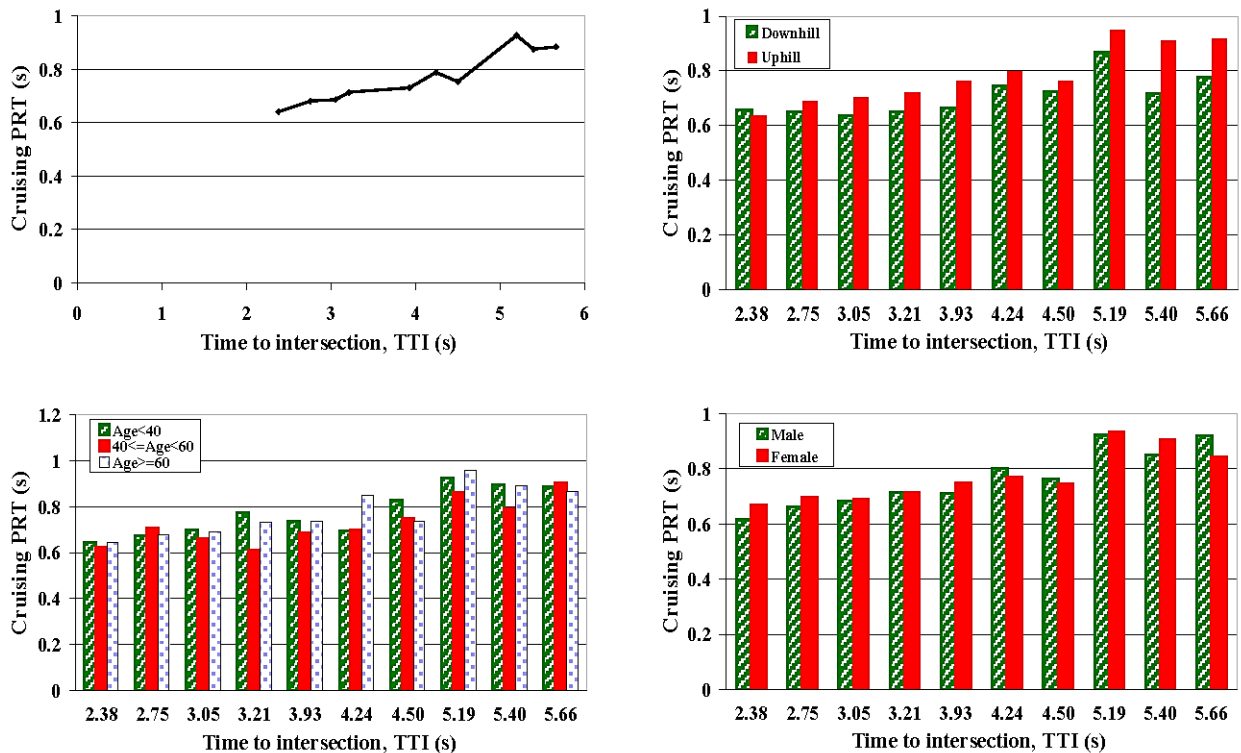 1
0.8
0.6
0.4
0.2
0
0 1 2 3 4 5 6
Cruising PRT (s)
Time to intersection, TTI (s)
1
0.8
0.6
0.4
0.2
0
Downhill
Uphill
2.38 2.75 3.05 3.21 3.93 4.24 4.50 5.19 5.40 5.66
Cruising PRT (s)
Time to intersection, TTI (s)
1.2
1
0.8
0.6
0.4
0.2
0
Age<40
40<=Age<60
Age>=60
2.38 2.75 3.05 3.21 3.93 4.24 4.50 5.19 5.40 5.66
Cruising PRT (s)
Time to intersection, TTI (s)
1
0.8
0.6
0.4
0.2
0
Male
Female
2.38 2.75 3.05 3.21 3.93 4.24 4.50 5.19 5.40 5.66
Cruising PRT (s)
Time to intersection, TTI (s)